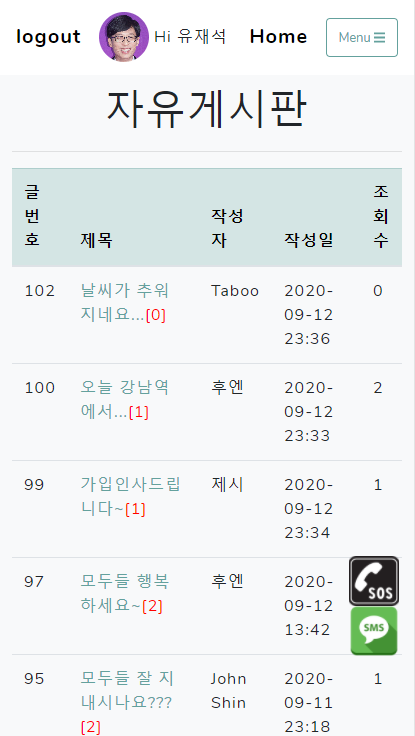 logout Hi 유재석 Home Menu
자유게시판
글
번
호 제목 작성
자 작성일 조
회
수
102 날씨가 추워
지네요...[0] Taboo 2020-
09-12
23:36 0
100 오늘 강남역
에서...[1] 후엔 2020-
09-12
23:33 2
99 가입인사드립
니다~[1] 제시 2020-
09-12
23:34 1
97 모두들 행복
하세요~[2] 후엔 2020-
09-12
13:42
SOS
SMS
95 모두들 잘 지
내시나요???
[2] John
Shin 2020-
09-11
23:18 1